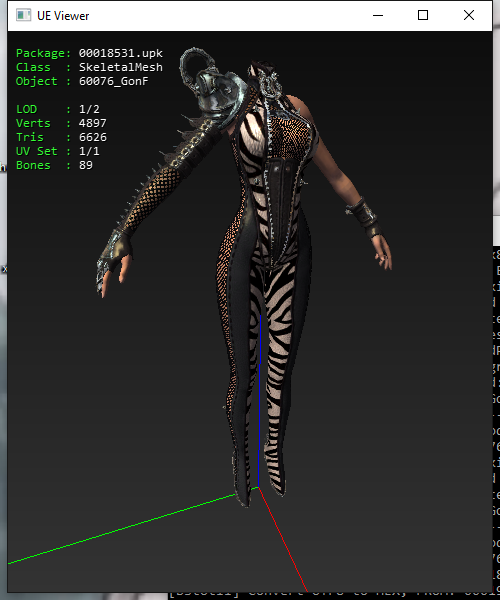 UE Viewer
Package: 00018531.upk
Class : SkeletalMesh
Object : 60076_GonF
LOD : 1/2
Verts : 4897
Tris : 6626
UV Set : 1/1
Bones : 89